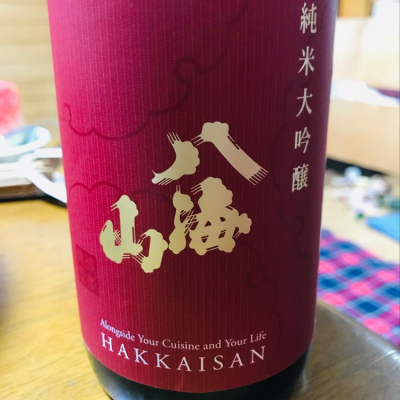 純米大吟醸
八海山
Alongside Your Cuisine and Your Life
HAKKAISAN